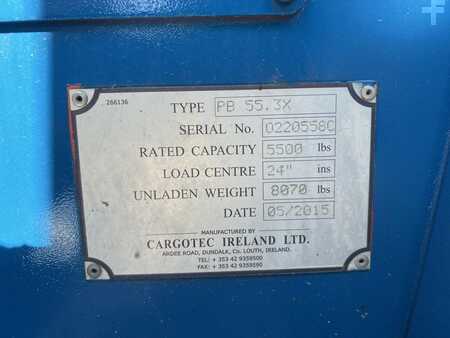 266136
TYPE PB 55.3X
SERIAL No. 0220558C
RATED CAPACITY 5500 lbs
LOAD CENTRE 24" ins
UNLADEN WEIGHT 8070 lbs
DATE 05/2015
MANUFACTURED BY
CARGOTEC IRELAND LTD.
ARDEE ROAD, DUNDALK, Co. LOUTH, IRELAND.
TEL: + 353 42 9359500
FAX: + 353 42 9359590